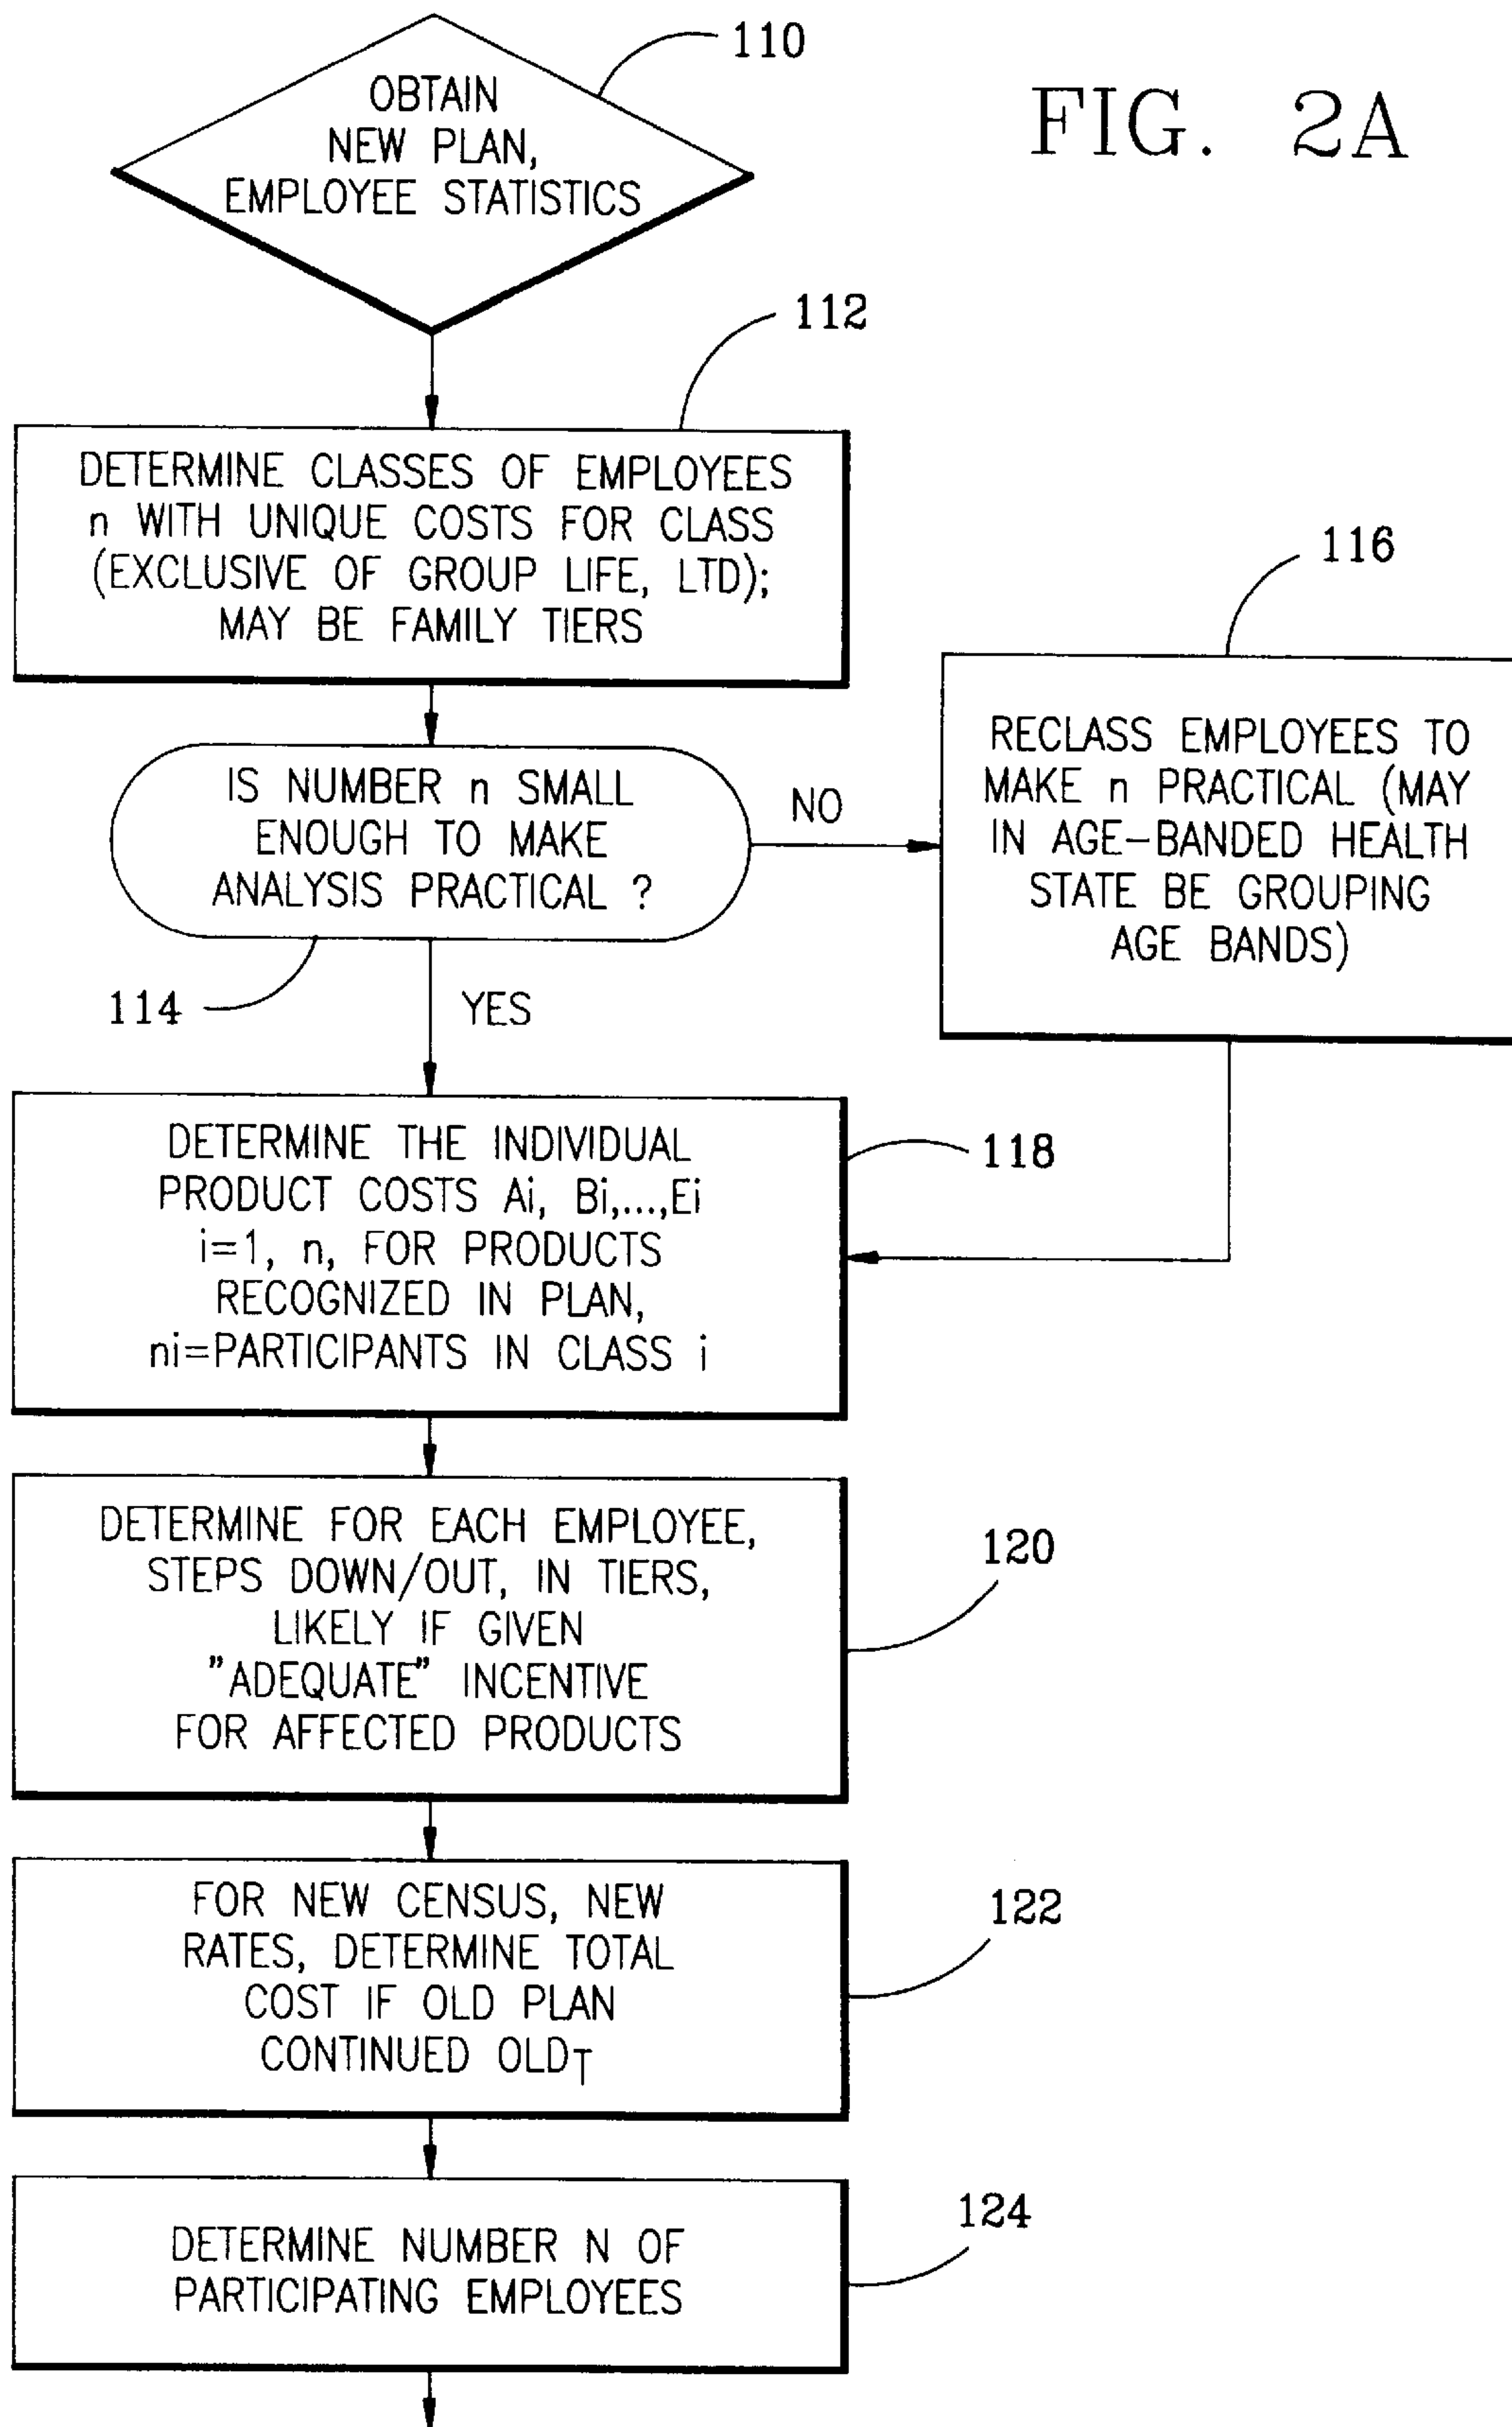 FIG. 2A
110
OBTAIN
NEW PLAN,
EMPLOYEE STATISTICS
112
DETERMINE CLASSES OF EMPLOYEES
n WITH UNIQUE COSTS FOR CLASS
(EXCLUSIVE OF GROUP LIFE, LTD);
MAY BE FAMILY TIERS
IS NUMBER n SMALL
ENOUGH TO MAKE
ANALYSIS PRACTICAL ?
114
NO
YES
116
RECLASS EMPLOYEES TO
MAKE n PRACTICAL (MAY
IN AGE-BANDED HEALTH
STATE BE GROUPING
AGE BANDS)
DETERMINE THE INDIVIDUAL
PRODUCT COSTS Ai, Bi,...,Ei
i=1, n, FOR PRODUCTS
RECOGNIZED IN PLAN,
ni=PARTICIPANTS IN CLASS i
118
DETERMINE FOR EACH EMPLOYEE,
STEPS DOWN/OUT, IN TIERS,
LIKELY IF GIVEN
"ADEQUATE" INCENTIVE
FOR AFFECTED PRODUCTS
120
FOR NEW CENSUS, NEW
RATES, DETERMINE TOTAL
COST IF OLD PLAN
CONTINUED OLDT
122
DETERMINE NUMBER N OF
PARTICIPATING EMPLOYEES
124